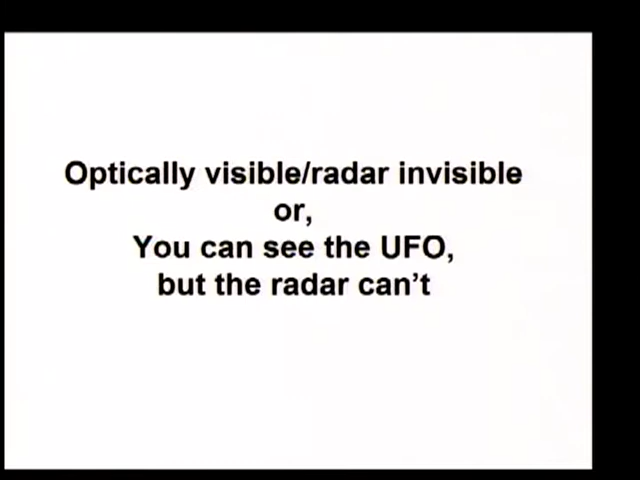 Optically visible/radar invisible
or,
You can see the UFO,
but the radar can’t